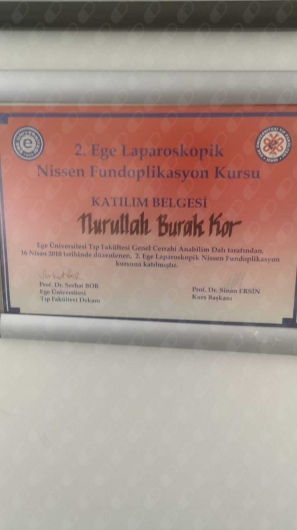 2. Ege Laparoskopik
Nissen Fundoplikasyon Kursu
KATILIM BELGESİ
Nurullah Burak Kor
Ege Üniversitesi Tıp Fakültesi Genel Cerrahi Anabilim Dalı tarafından,
16 Nisan 2010 tarihinde düzenlenen, 2. Ege Laparoskopik Nissen Fundoplikasyon
kursuna katılmıştır.
Prof. Dr. Serhat BOR
Ege Üniversitesi
Tıp Fakültesi Dekanı
Prof. Dr. Sinan ERSİN
Kurs Başkanı